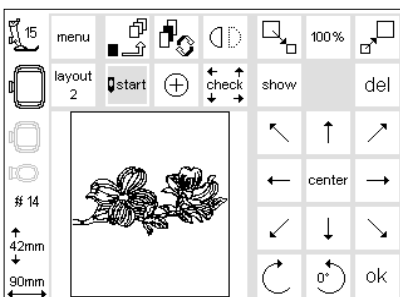 15
menu
100%
layout
2
start
check
show
del
# 14
center
42mm
90mm
0°
ok